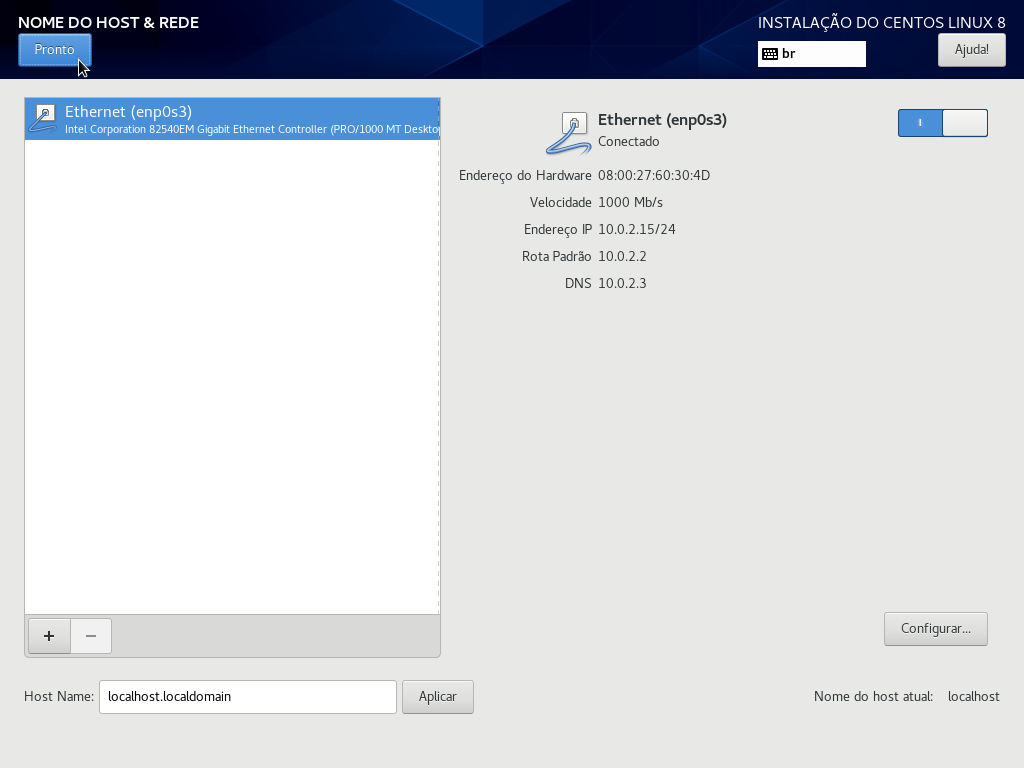 NOME DO HOST & REDE
INSTALAÇÃO DO CENTOS LINUX 8
Pronto
br
Ajuda!
Ethernet (enp0s3)
Intel Corporation 82540EM Gigabit Ethernet Controller (PRO/1000 MT Deskto
Ethernet (enp0s3)
Conectado
Endereço do Hardware 08:00:27:60:30:4D
Velocidade 1000 Mb/s
Endereço IP 10.0.2.15/24
Rota Padrão 10.0.2.2
DNS 10.0.2.3
Configurar...
Host Name: localhost.localdomain Aplicar
Nome do host atual: localhost